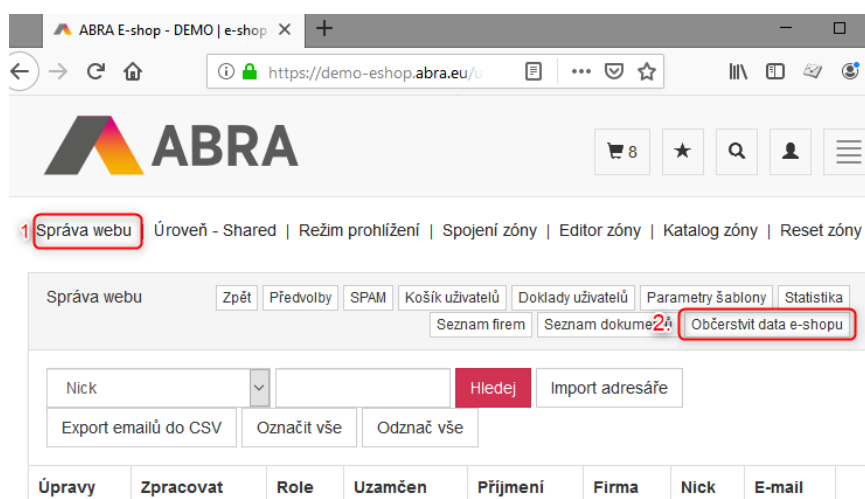 ABRA E-shop - DEMO | e-shop
https://demo-eshop.abra.eu/u
ABRA
8
1 Správa webu | Úroveň - Shared | Režim prohlížení | Spojení zóny | Editor zóny | Katalog zóny | Reset zóny
Správa webu Zpět Předvolby SPAM Košík uživatelů Doklady uživatelů Parametry šablony Statistika
Seznam firem Seznam dokumentů 2. Občerstvit data e-shopu
Nick Hledej Import adresáře
Export emailů do CSV Označit vše Odznač vše
Úpravy Zpracovat Role Uzamčen Příjmení Firma Nick E-mail